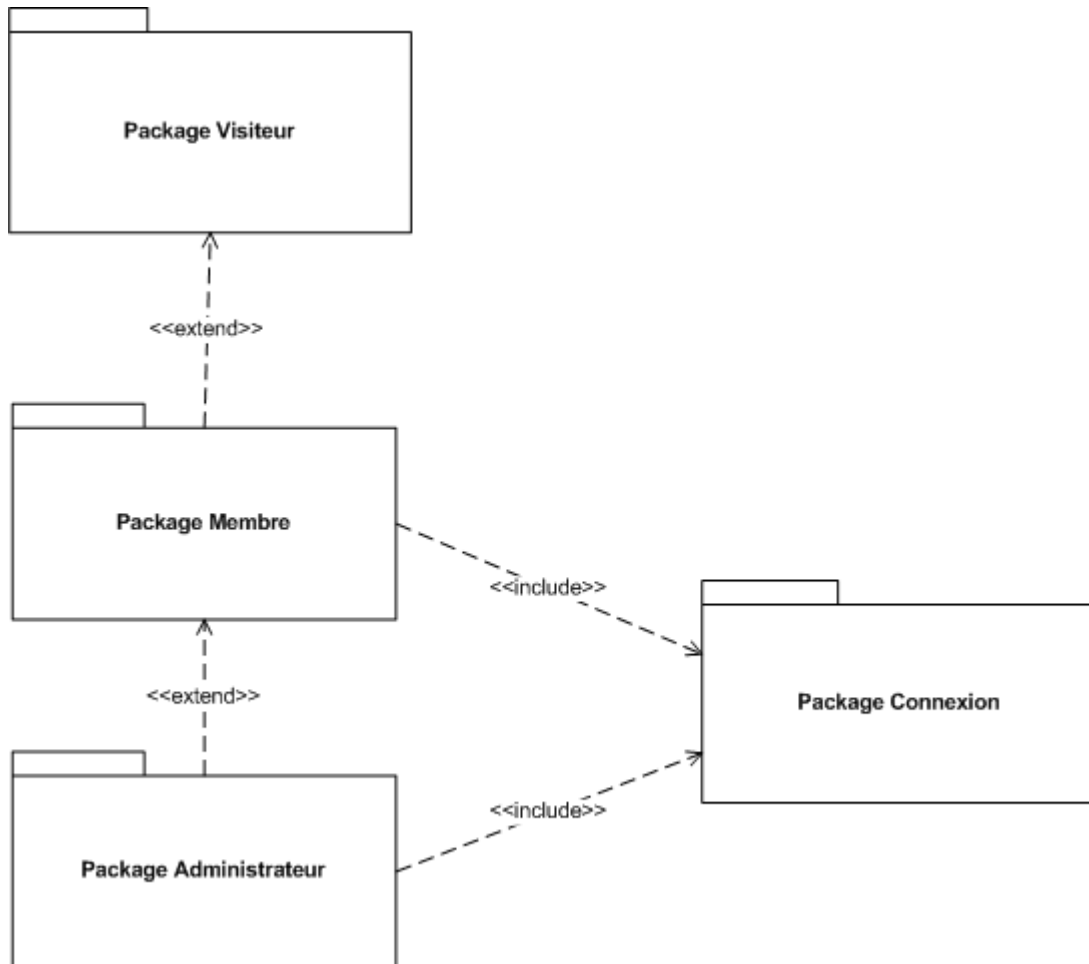 Package Visiteur
<<extend>>
Package Membre
<<include>>
<<extend>>
Package Connexion
<<include>>
Package Administrateur